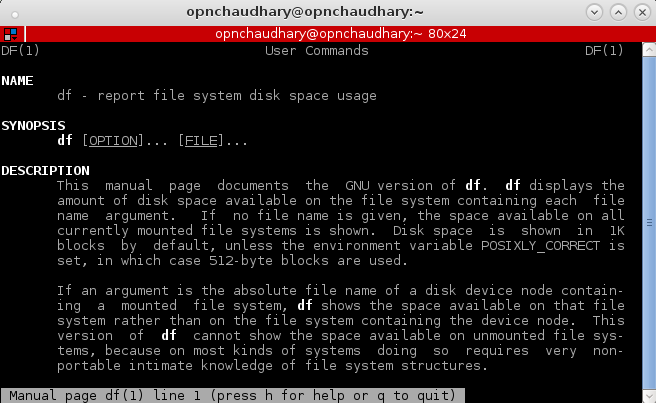 opnchaudhary@opnchaudhary:~
opnchaudhary@opnchaudhary:~ 80x24
DF(1) User Commands DF(1)
NAME
df - report file system disk space usage
SYNOPSIS
df [OPTION]... [FILE]...
DESCRIPTION
This manual page documents the GNU version of df. df displays the
amount of disk space available on the file system containing each file
name argument. If no file name is given, the space available on all
currently mounted file systems is shown. Disk space is shown in 1K
blocks by default, unless the environment variable POSIXLY_CORRECT is
set, in which case 512-byte blocks are used.
If an argument is the absolute file name of a disk device node contain-
ing a mounted file system, df shows the space available on that file
system rather than on the file system containing the device node. This
version of df cannot show the space available on unmounted file sys-
tems, because on most kinds of systems doing so requires very non-
portable intimate knowledge of file system structures.
Manual page df(1) line 1 (press h for help or q to quit)